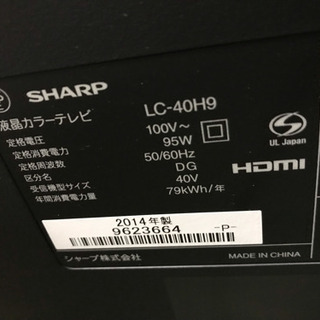 SHARP
LC-40H9
液晶カラーテレビ
定格電圧 100V~
定格消費電力 95W
定格周波数 50/60Hz
区分名 DG
受信機型サイズ 40V
年間消費電力量 79kWh/年
UL Japan
HDMI
2014年製
9623664 -P-
シャープ株式会社
MADE IN CHINA